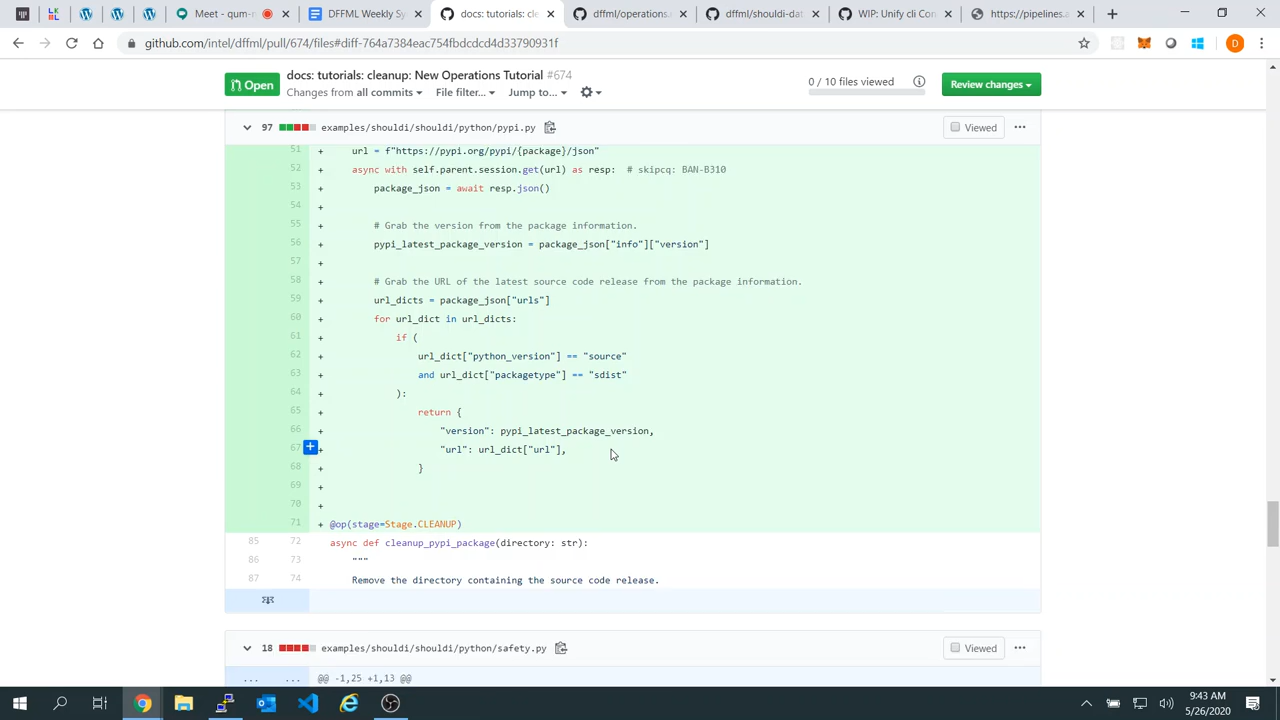 Meet - qum-n
DFFML Weekly Sy
docs: tutorials: cle
dffml/operations.
dffml/shouldi-dat
WIP: Unify cli Con
https://pipelines.a
github.com/intel/dffml/pull/674/files#diff-764a7384eac754fbdcdcd4d33790931f
D
Open
docs: tutorials: cleanup: New Operations Tutorial #674
Changes from all commits
File filter...
Jump to...
0 / 10 files viewed
Review changes
97
examples/shouldi/shouldi/python/pypi.py
Viewed
51 + url = f"https://pypi.org/pypi/{package}/json"
52 + async with self.parent.session.get(url) as resp:  # skipcq: BAN-B310
53 + package_json = await resp.json()
54 +
55 + # Grab the version from the package information.
56 + pypi_latest_package_version = package_json["info"]["version"]
57 +
58 + # Grab the URL of the latest source code release from the package information.
59 + url_dicts = package_json["urls"]
60 + for url_dict in url_dicts:
61 + if (
62 + url_dict["python_version"] == "source"
63 + and url_dict["packagetype"] == "sdist"
64 + ):
65 + return {
66 + "version": pypi_latest_package_version,
67 + "url": url_dict["url"],
68 + }
69 +
70 +
71 + @op(stage=Stage.CLEANUP)
85 72 async def cleanup_pypi_package(directory: str):
86 73 """
87 74 Remove the directory containing the source code release.
18
examples/shouldi/shouldi/python/safety.py
Viewed
... ... @@ -1,25 +1,13 @@
9:43 AM
5/26/2020